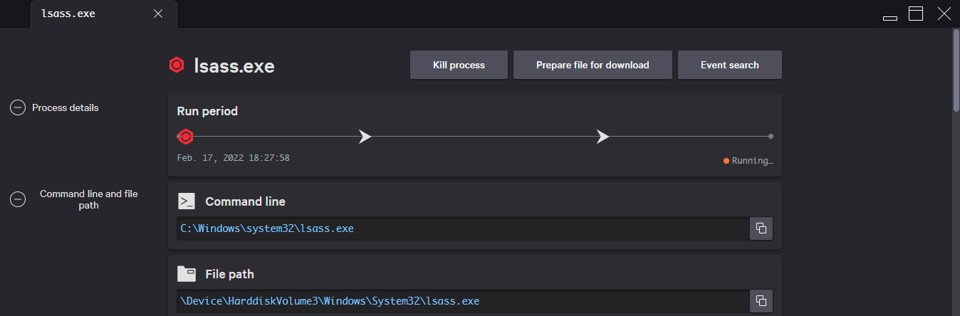 lsass.exe
lsass.exe
Kill process
Prepare file for download
Event search
Process details
Run period
Feb. 17, 2022 18:27:58
Running…
Command line and file
path
Command line
C:\Windows\system32\lsass.exe
File path
\Device\HarddiskVolume3\Windows\System32\lsass.exe